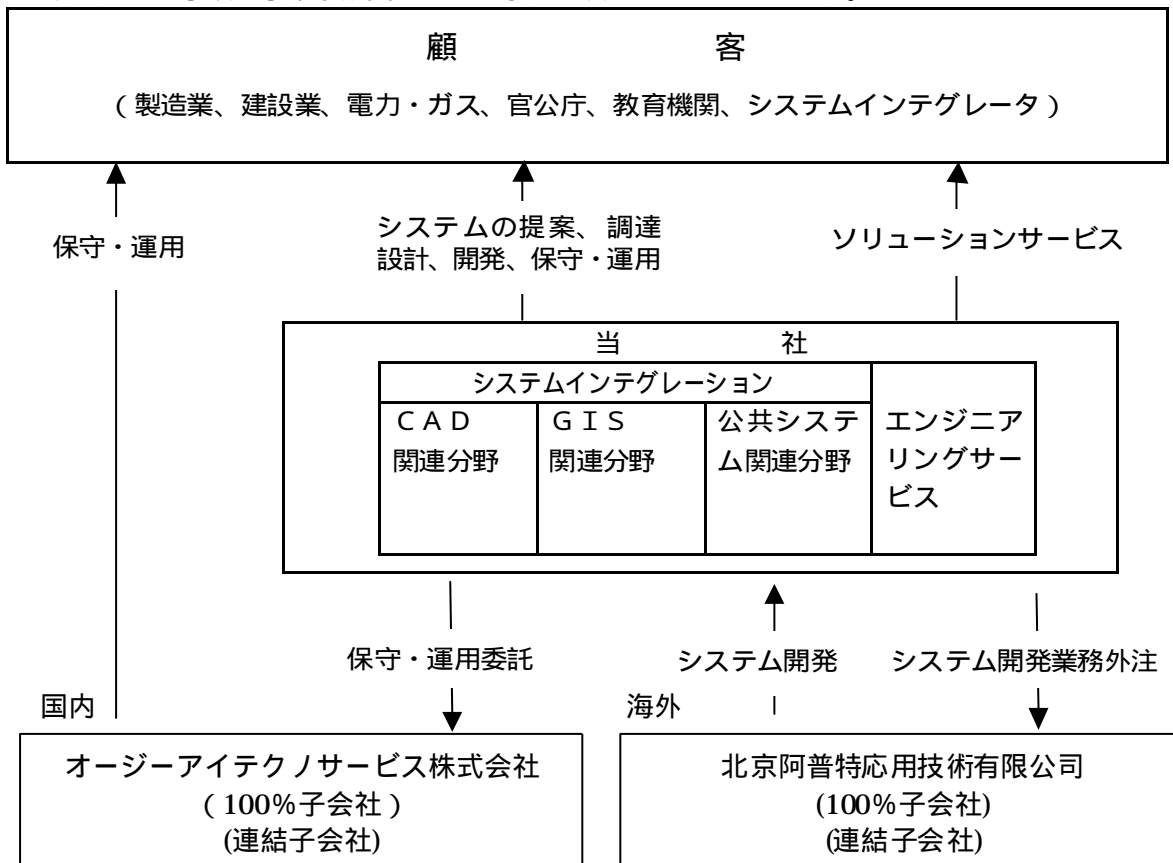 顧 客
(製造業、建設業、電力・ガス、官公庁、教育機関、システムインテグレータ)
保守・運用
システムの提案、調達
設計、開発、保守・運用
ソリューションサービス
当 社
システムインテグレーション
CAD
関連分野
GIS
関連分野
公共システ
ム関連分野
エンジニア
リングサー
ビス
保守・運用委託
システム開発
システム開発業務外注
国内
海外
オージーアイテクノサービス株式会社
(100%子会社)
(連結子会社)
北京阿普特応用技術有限公司
(100%子会社)
(連結子会社)